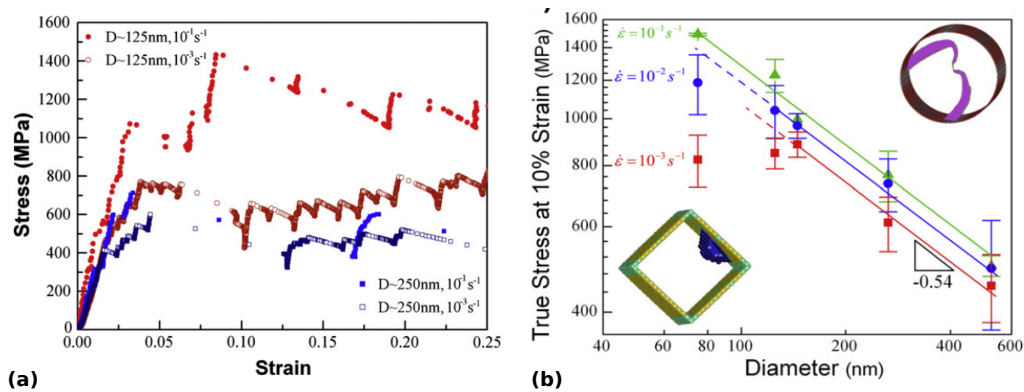 1600
1400
1200
1000
800
600
400
200
0
0.00
0.05
0.10
0.15
0.20
0.25
Stress (MPa)
Strain
D~125nm, 10⁻¹s⁻¹
D~125nm, 10⁻³s⁻¹
D~250nm, 10⁻¹s⁻¹
D~250nm, 10⁻³s⁻¹
(a)
True Stress at 10% Strain (MPa)
1600
1400
1200
1000
800
600
400
ε̇ = 10⁻¹ s⁻¹
ε̇ = 10⁻² s⁻¹
ε̇ = 10⁻³ s⁻¹
-0.54
40
60
80
100
200
400
600
Diameter (nm)
(b)